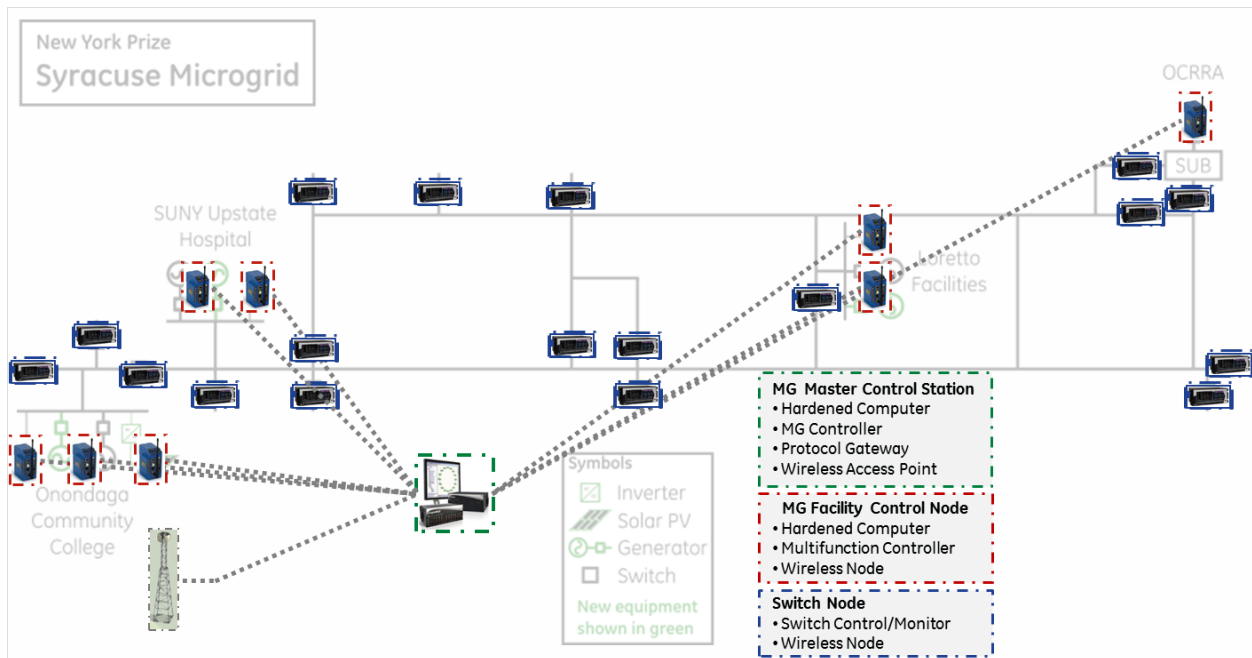 New York Prize
Syracuse Microgrid
OCRRA
SUB
SUNY Upstate
Hospital
Loretto
Facilities
Onondaga
Community
College
Symbols
Inverter
Solar PV
Generator
Switch
New equipment
shown in green
MG Master Control Station
• Hardened Computer
• MG Controller
• Protocol Gateway
• Wireless Access Point
MG Facility Control Node
• Hardened Computer
• Multifunction Controller
• Wireless Node
Switch Node
• Switch Control/Monitor
• Wireless Node